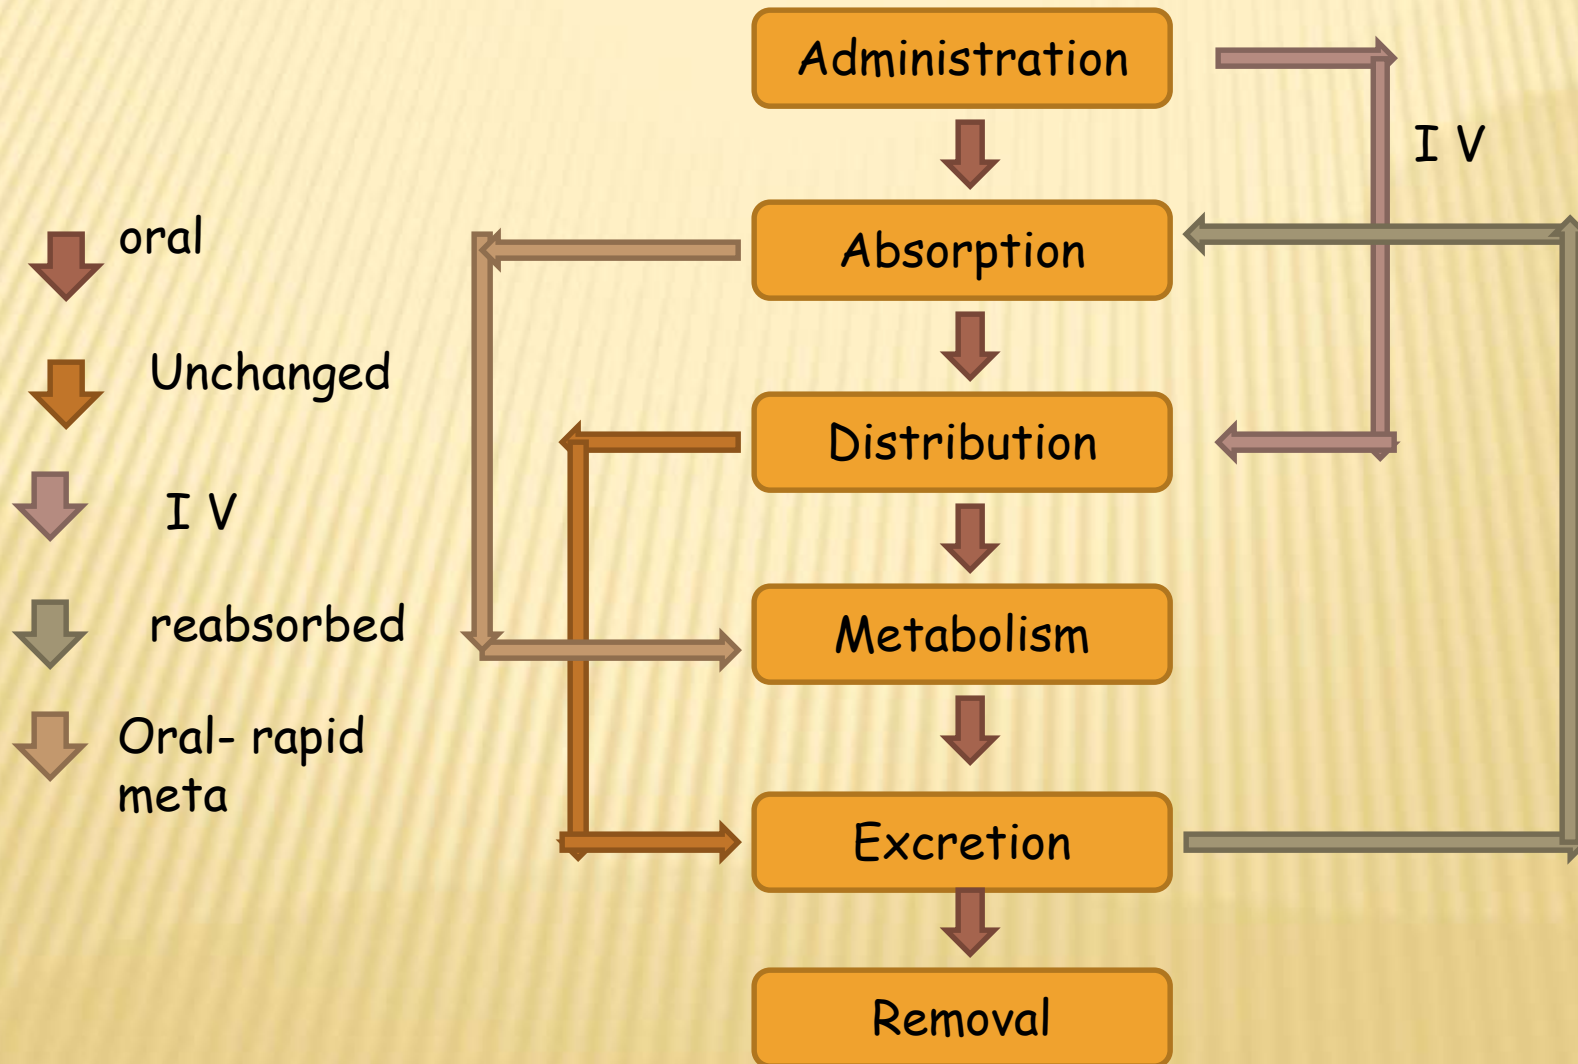 Administration
I V
oral
Absorption
Unchanged
Distribution
I V
reabsorbed
Metabolism
Oral- rapid
meta
Excretion
Removal